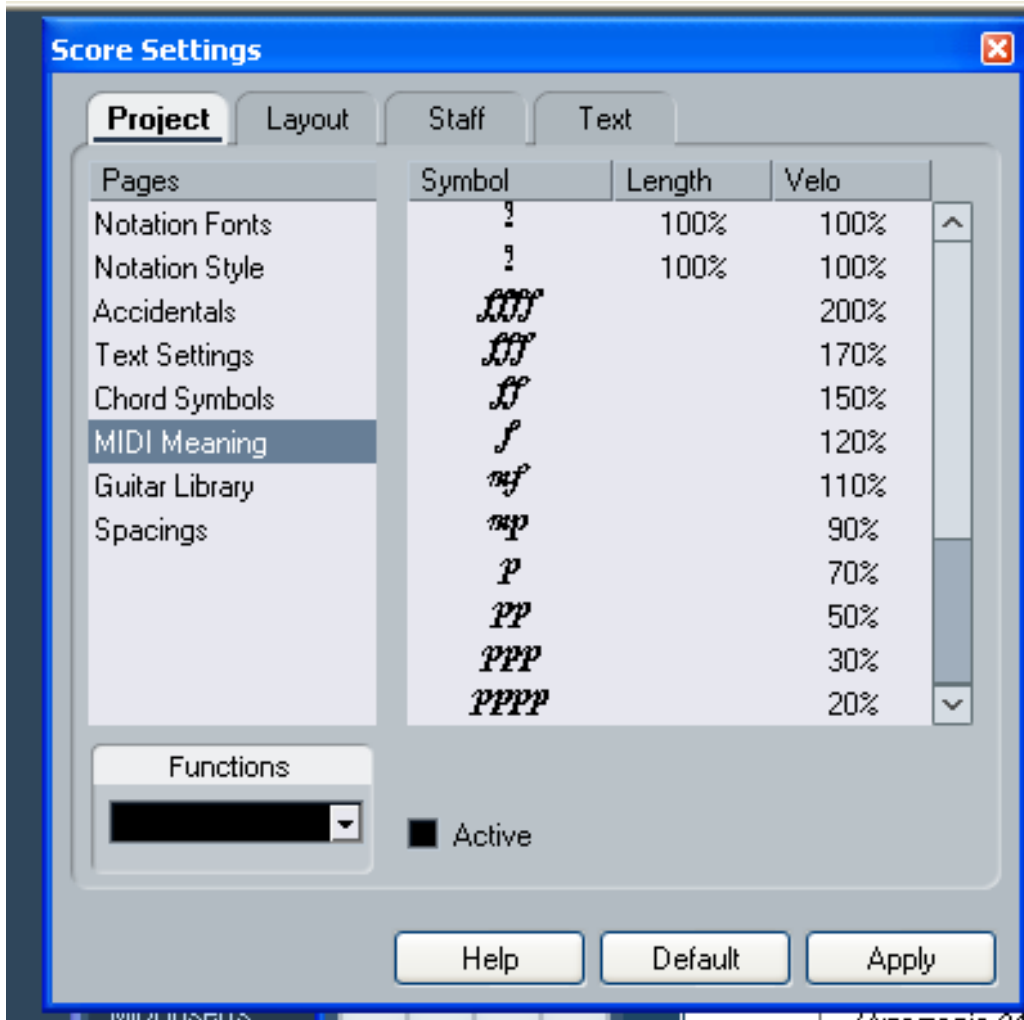 Score Settings
Project Layout Staff Text
Pages
Notation Fonts
Notation Style
Accidentals
Text Settings
Chord Symbols
MIDI Meaning
Guitar Library
Spacings
Symbol Length Velo
100% 100%
100% 100%
ffff 200%
fff 170%
ff 150%
f 120%
mf 110%
mp 90%
p 70%
pp 50%
ppp 30%
pppp 20%
Functions
Active
Help Default Apply